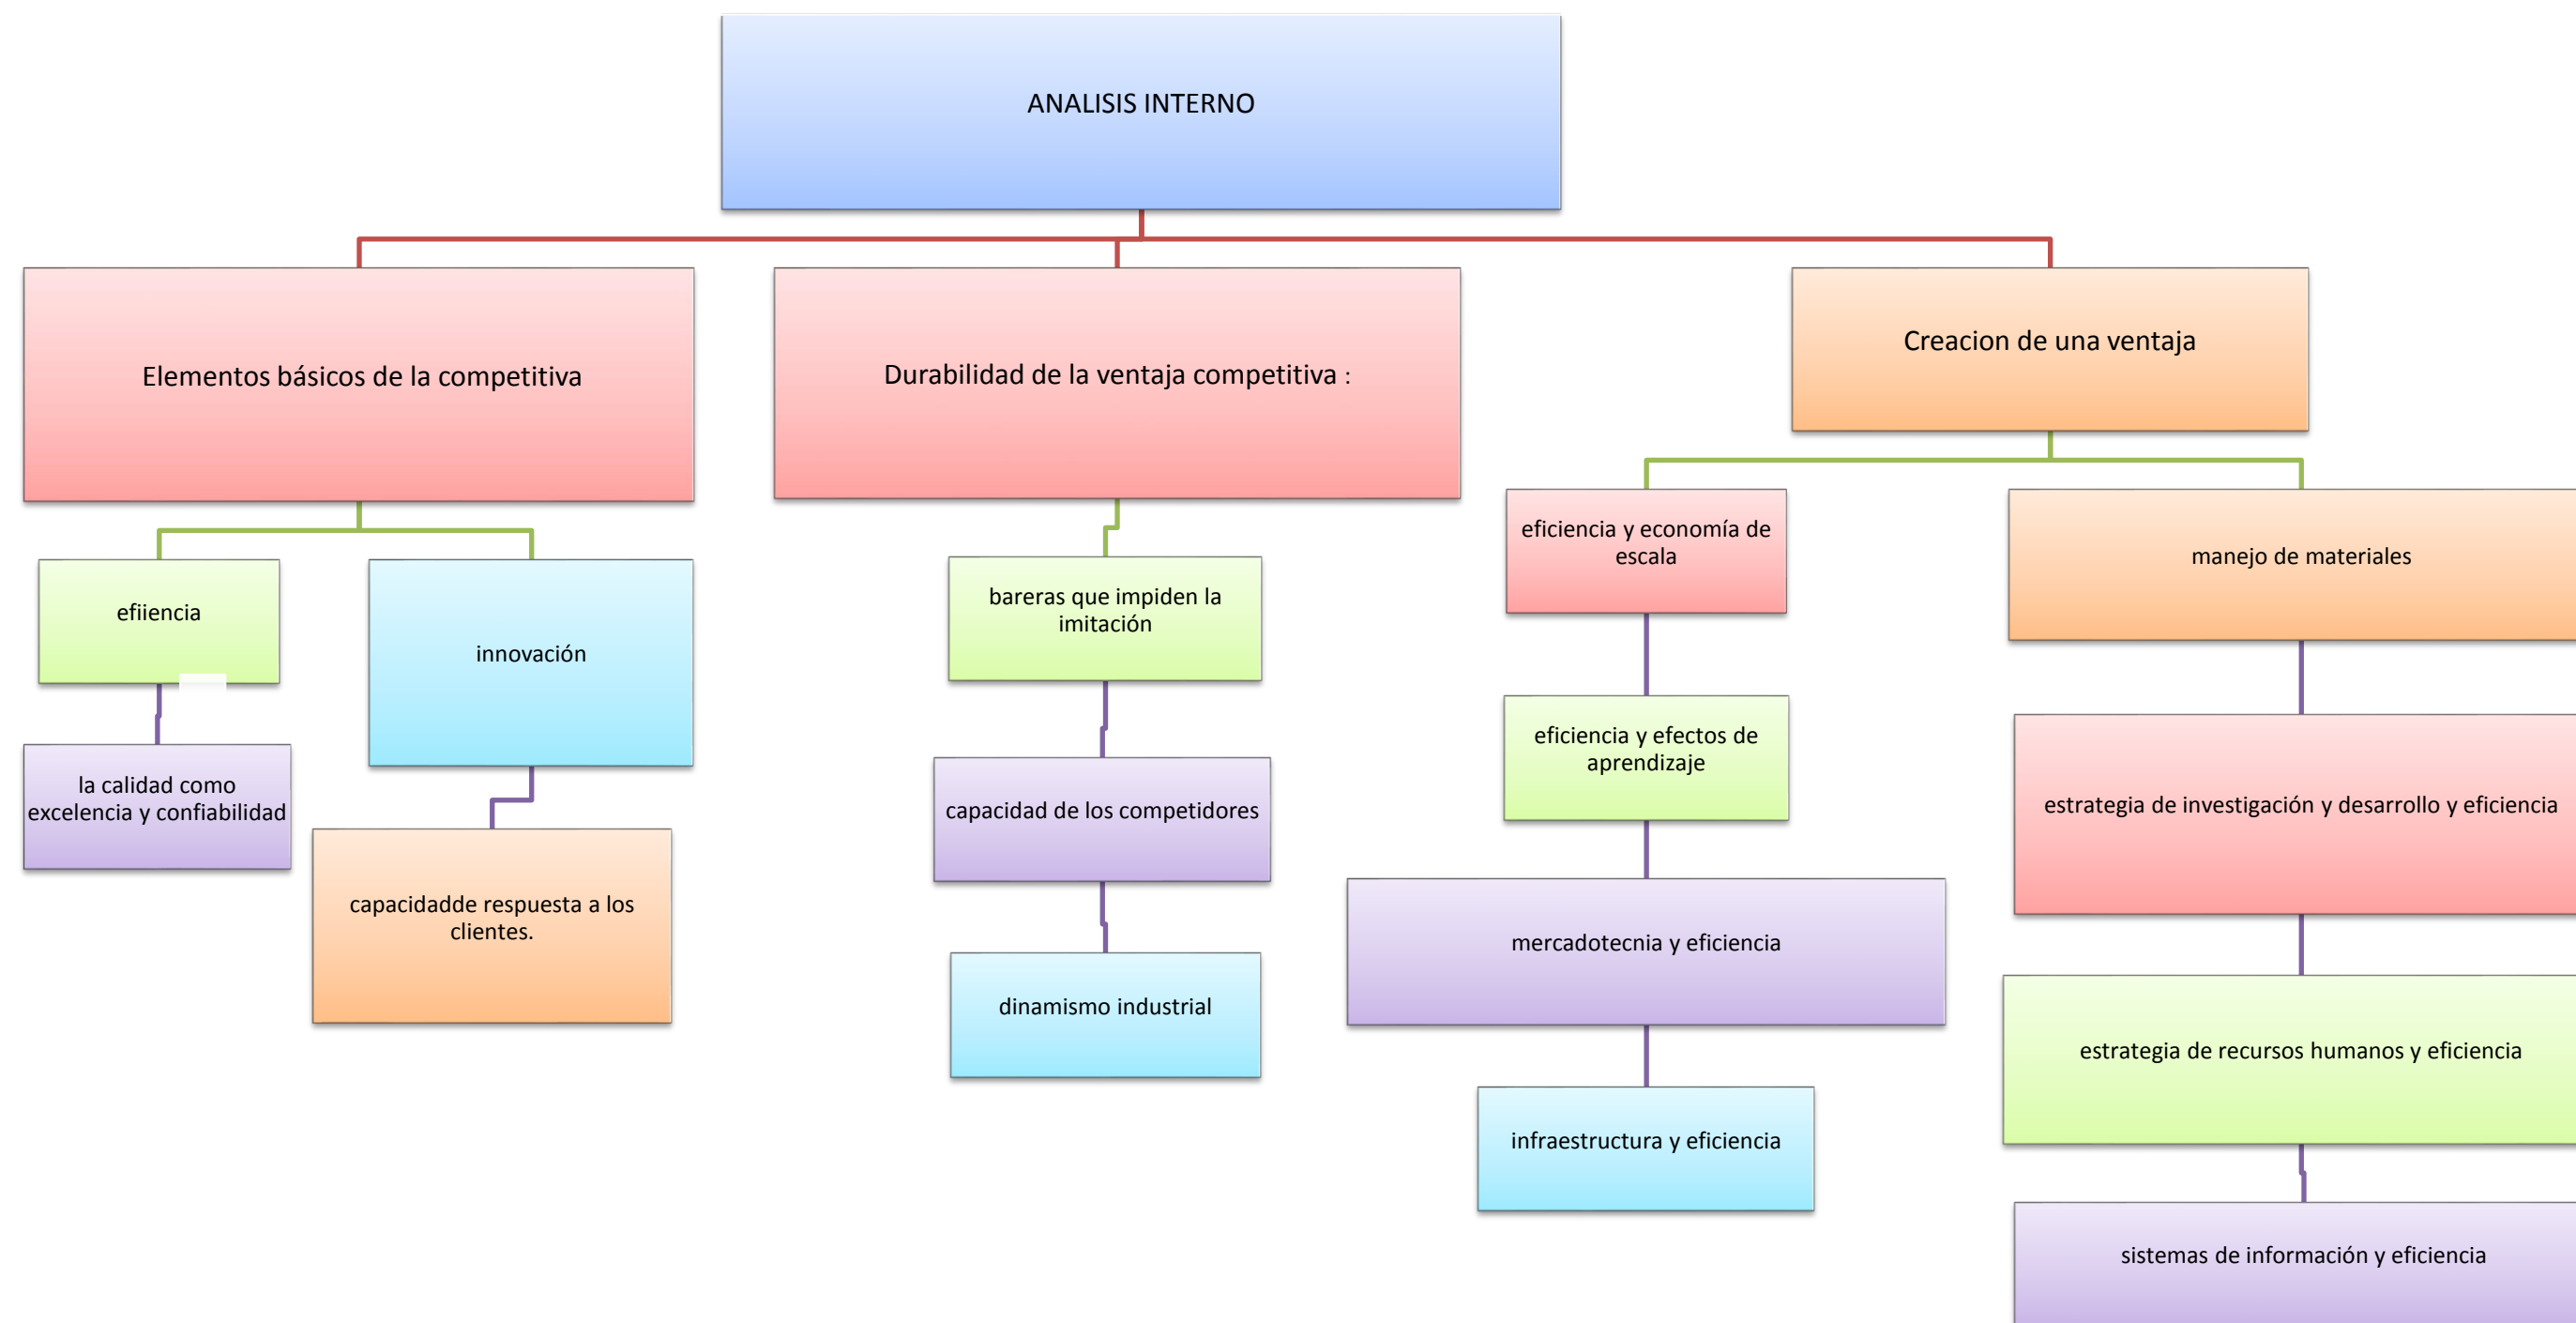 ANALISIS INTERNO
Elementos básicos de la competitiva
efiiencia
la calidad como
excelencia y confiabilidad
innovación
capacidadde respuesta a los
clientes.
Durabilidad de la ventaja competitiva :
bareras que impiden la
imitación
capacidad de los competidores
dinamismo industrial
Creacion de una ventaja
eficiencia y economía de
escala
eficiencia y efectos de
aprendizaje
mercadotecnia y eficiencia
infraestructura y eficiencia
manejo de materiales
estrategia de investigación y desarrollo y eficiencia
estrategia de recursos humanos y eficiencia
sistemas de información y eficiencia